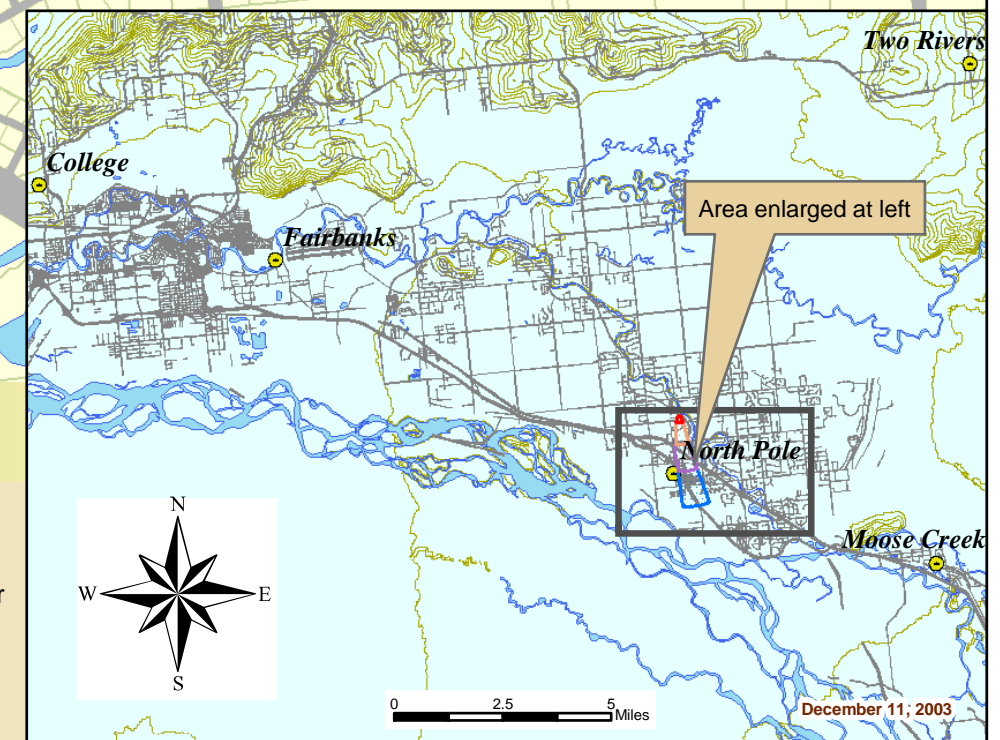 Two Rivers
College
Area enlarged at left
Fairbanks
North Pole
N
Moose Creek
W E
S
0 2.5 5
Miles
December 11, 2003